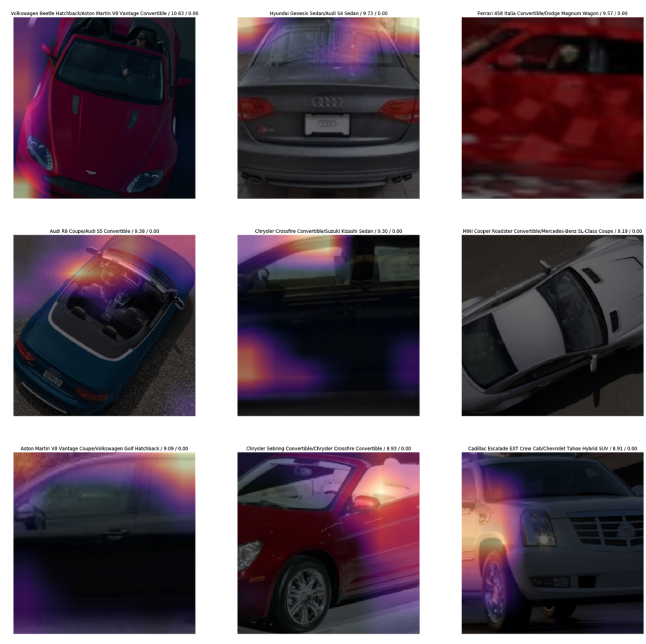 Volkswagen Beetle Hatchback/Aston Martin V8 Vantage Convertible / 10.63 / 0.00
Hyundai Genesis Sedan/Audi S4 Sedan / 9.73 / 0.00
Ferrari 458 Italia Convertible/Dodge Magnum Wagon / 9.57 / 0.00
Audi R8 Coupe/Audi S5 Convertible / 9.39 / 0.00
Chrysler Crossfire Convertible/Suzuki Kizashi Sedan / 9.30 / 0.00
MINI Cooper Roadster Convertible/Mercedes-Benz SL-Class Coupe / 9.19 / 0.00
Aston Martin V8 Vantage Coupe/Volkswagen Golf Hatchback / 9.09 / 0.00
Chrysler Sebring Convertible/Chrysler Crossfire Convertible / 8.93 / 0.00
Cadillac Escalade EXT Crew Cab/Chevrolet Tahoe Hybrid SUV / 8.91 / 0.00